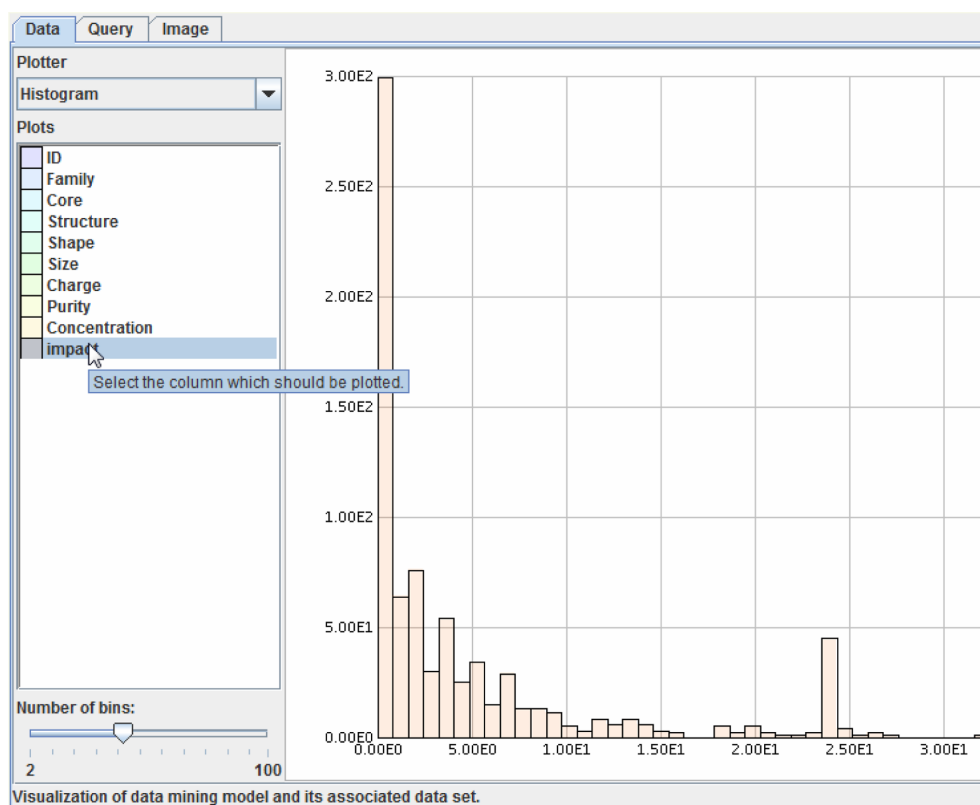 Data Query Image
Plotter
Histogram
Plots
ID
Family
Core
Structure
Shape
Size
Charge
Purity
Concentration
impact
Select the column which should be plotted.
Number of bins:
2 100
3.00E2
2.50E2
2.00E2
1.50E2
1.00E2
5.00E1
0.00E0
0.00E0 5.00E0 1.00E1 1.50E1 2.00E1 2.50E1 3.00E1
Visualization of data mining model and its associated data set.